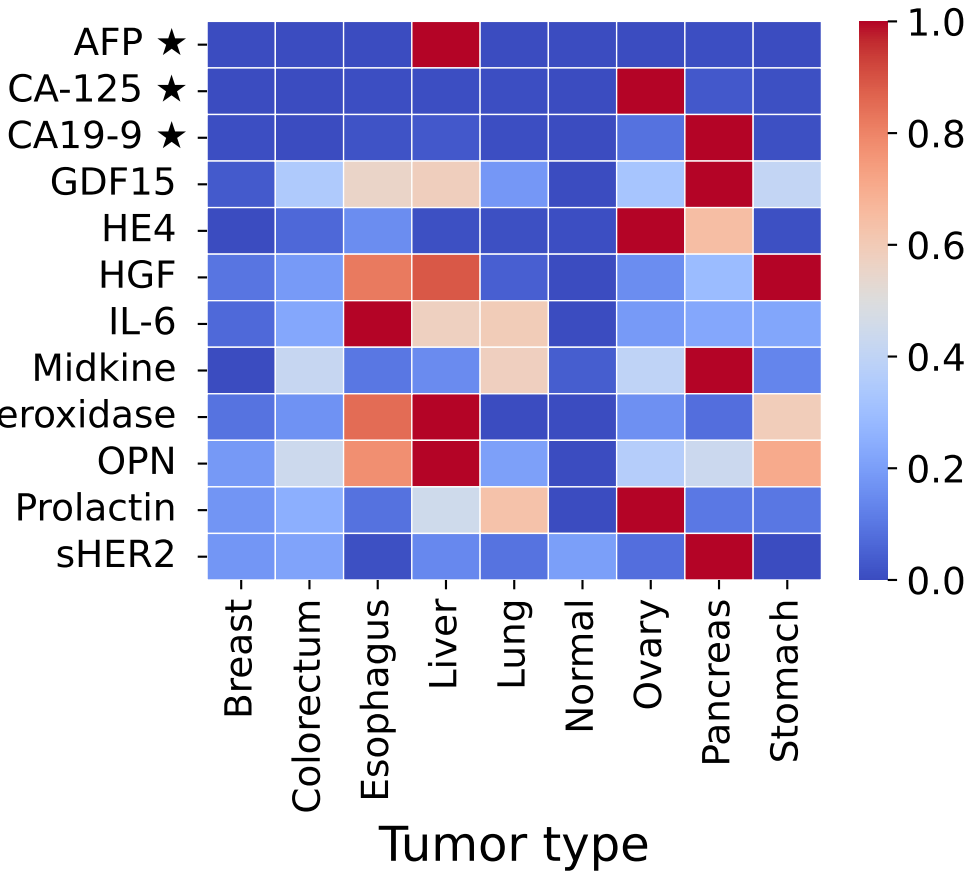 AFP ★
CA-125 ★
CA19-9 ★
GDF15
HE4
HGF
IL-6
Midkine
eroxidase
OPN
Prolactin
sHER2
Breast
Colorectum
Esophagus
Liver
Lung
Normal
Ovary
Pancreas
Stomach
Tumor type
1.0
0.8
0.6
0.4
0.2
0.0